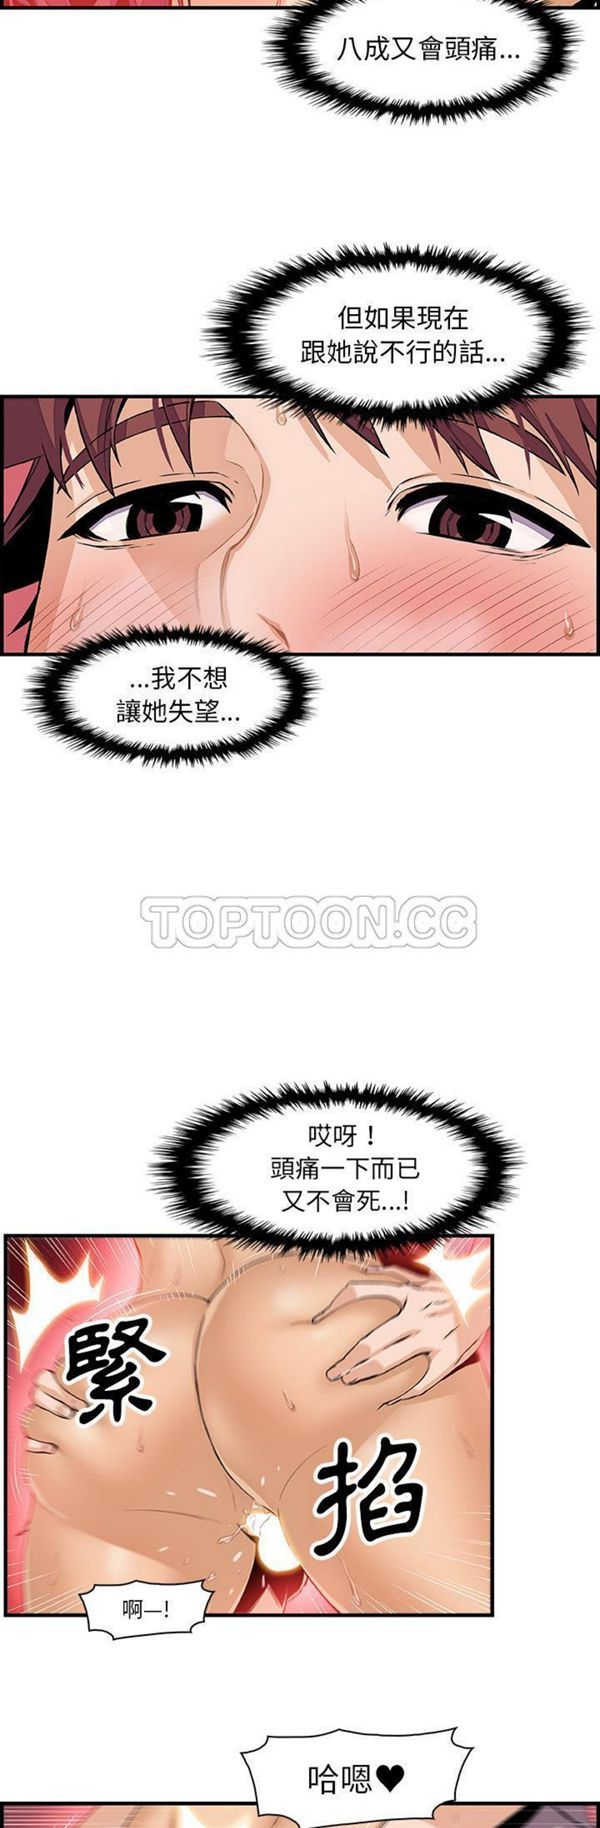 八成又會頭痛...
但如果現在
跟她說不行的話...
...我不想
讓她失望...
TOPTOON.CC
哎呀！
頭痛一下而已
又不會死...!
緊
掐
啊—!
哈嗯♥